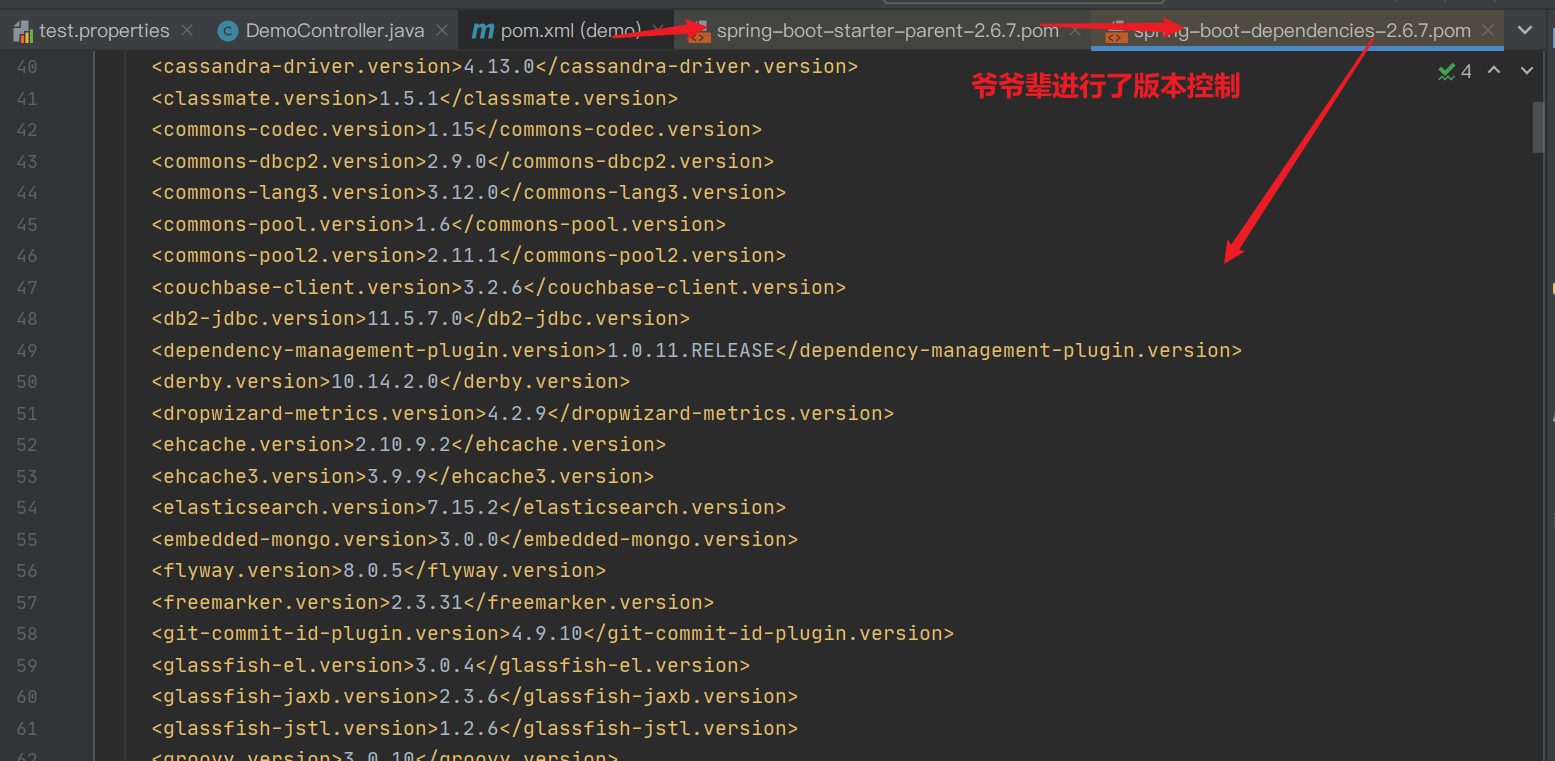 test.properties DemoController.java pom.xml (demo) spring-boot-starter-parent-2.6.7.pom spring-boot-dependencies-2.6.7.pom
4
爷爷辈进行了版本控制
40 <cassandra-driver.version>4.13.0</cassandra-driver.version>
41 <classmate.version>1.5.1</classmate.version>
42 <commons-codec.version>1.15</commons-codec.version>
43 <commons-dbcp2.version>2.9.0</commons-dbcp2.version>
44 <commons-lang3.version>3.12.0</commons-lang3.version>
45 <commons-pool.version>1.6</commons-pool.version>
46 <commons-pool2.version>2.11.1</commons-pool2.version>
47 <couchbase-client.version>3.2.6</couchbase-client.version>
48 <db2-jdbc.version>11.5.7.0</db2-jdbc.version>
49 <dependency-management-plugin.version>1.0.11.RELEASE</dependency-management-plugin.version>
50 <derby.version>10.14.2.0</derby.version>
51 <dropwizard-metrics.version>4.2.9</dropwizard-metrics.version>
52 <ehcache.version>2.10.9.2</ehcache.version>
53 <ehcache3.version>3.9.9</ehcache3.version>
54 <elasticsearch.version>7.15.2</elasticsearch.version>
55 <embedded-mongo.version>3.0.0</embedded-mongo.version>
56 <flyway.version>8.0.5</flyway.version>
57 <freemarker.version>2.3.31</freemarker.version>
58 <git-commit-id-plugin.version>4.9.10</git-commit-id-plugin.version>
59 <glassfish-el.version>3.0.4</glassfish-el.version>
60 <glassfish-jaxb.version>2.3.6</glassfish-jaxb.version>
61 <glassfish-jstl.version>1.2.6</glassfish-jstl.version>
62 <groovy.version>3.0.10</groovy.version>